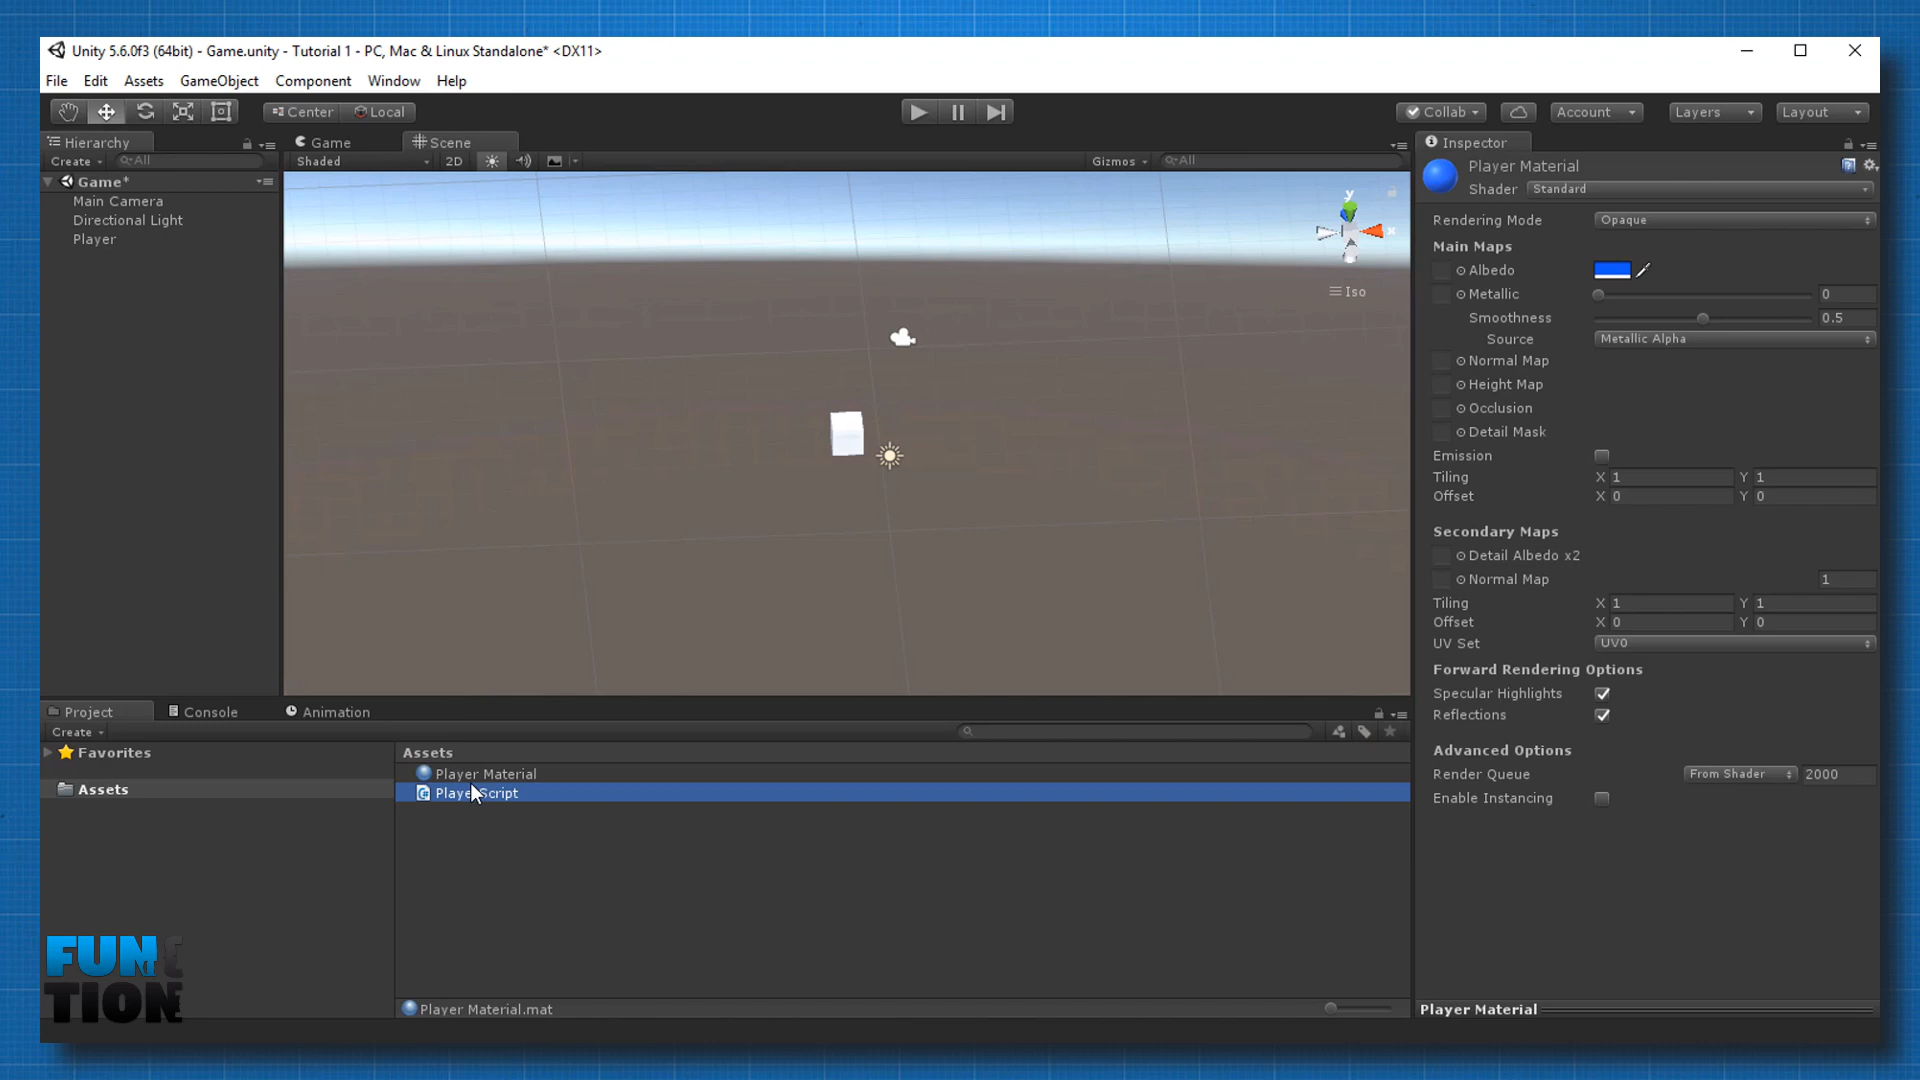 Unity 5.6.0f3 (64bit) - Game.unity - Tutorial 1 - PC, Mac & Linux Standalone* <DX11>
File Edit Assets GameObject Component Window Help
Center Local Collab Account Layers Layout
Hierarchy
Create All
Game*
Main Camera
Directional Light
Player
Game Scene
Shaded 2D Gizmos All
y
x
Iso
Inspector
Player Material
Shader Standard
Rendering Mode Opaque
Main Maps
Albedo
Metallic 0
Smoothness 0.5
Source Metallic Alpha
Normal Map
Height Map
Occlusion
Detail Mask
Emission
Tiling X 1 Y 1
Offset X 0 Y 0
Secondary Maps
Detail Albedo x2
Normal Map 1
Tiling X 1 Y 1
Offset X 0 Y 0
UV Set UV0
Forward Rendering Options
Specular Highlights
Reflections
Advanced Options
Render Queue From Shader 2000
Enable Instancing
Player Material
Project Console Animation
Create
Favorites
Assets
Assets
Player Material
PlayerScript
Player Material.mat
FUNC
TION